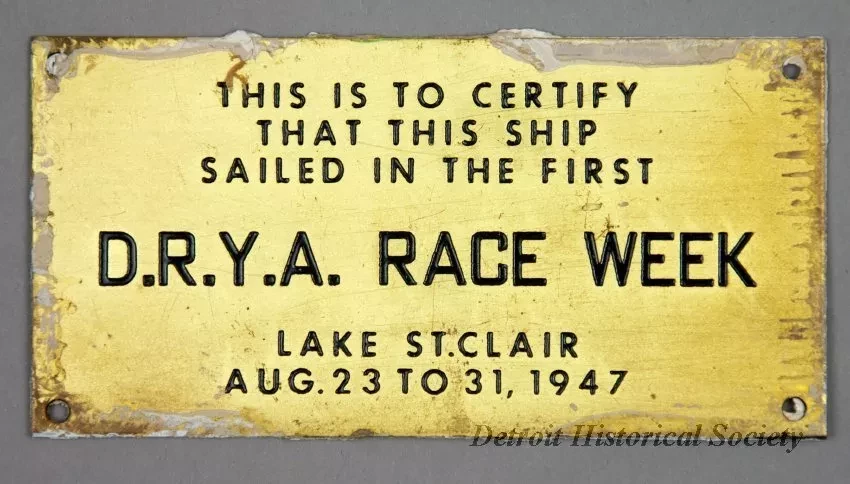 THIS IS TO CERTIFY
THAT THIS SHIP
SAILED IN THE FIRST
D.R.Y.A. RACE WEEK
LAKE ST.CLAIR
AUG. 23 TO 31, 1947
Detroit Historical Society